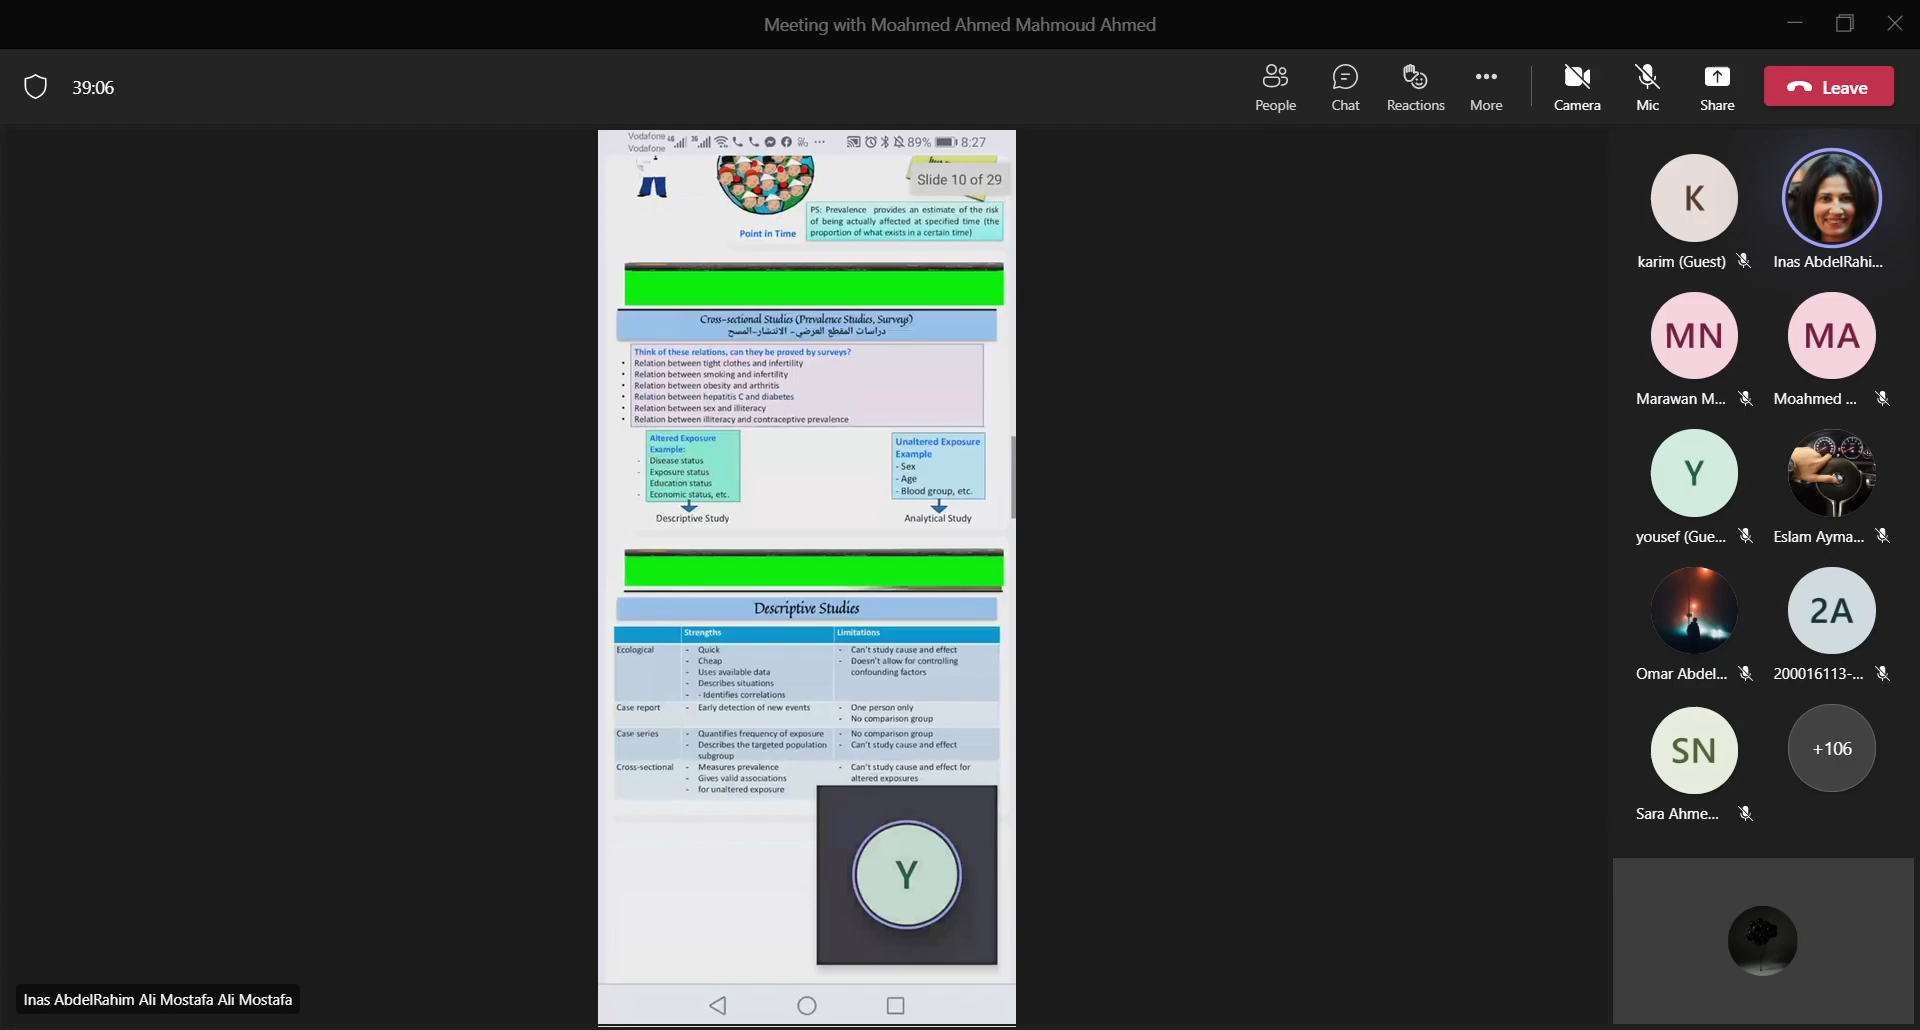 Meeting with Moahmed Ahmed Mahmoud Ahmed
39:06
People
Chat
Reactions
More
Camera
Mic
Share
Leave
Vodafone
Vodafone
89%
8:27
Slide 10 of 29
PS: Prevalence provides an estimate of the risk
of being actually affected at specified time (the
proportion of what exists in a certain time)
Point in Time
Cross-sectional Studies (Prevalence Studies, Surveys)
دراسات المقطع العرضي- الانتشار-المسح
Think of these relations, can they be proved by surveys?
• Relation between tight clothes and infertility
• Relation between smoking and infertility
• Relation between obesity and arthritis
• Relation between hepatitis C and diabetes
• Relation between sex and illiteracy
• Relation between illiteracy and contraceptive prevalence
Altered Exposure
Example:
- Disease status
- Exposure status
Education status
- Economic status, etc.
Descriptive Study
Unaltered Exposure
Example
- Sex
- Age
- Blood group, etc.
Analytical Study
Descriptive Studies
Strengths
Limitations
Ecological
- Quick
- Cheap
- Uses available data
- Describes situations
- - Identifies correlations
- Can't study cause and effect
- Doesn't allow for controlling
confounding factors
Case report
- Early detection of new events
- One person only
- No comparison group
Case series
- Quantifies frequency of exposure
- Describes the targeted population
subgroup
- No comparison group
- Can't study cause and effect
Cross-sectional
- Measures prevalence
- Gives valid associations
- for unaltered exposure
- Can't study cause and effect for
altered exposures
Y
K
karim (Guest)
Inas AbdelRahi...
MN
Marawan M...
MA
Moahmed ...
Y
yousef (Gue...
Eslam Ayma...
Omar Abdel...
2A
200016113-...
SN
Sara Ahme...
+106
Inas AbdelRahim Ali Mostafa Ali Mostafa